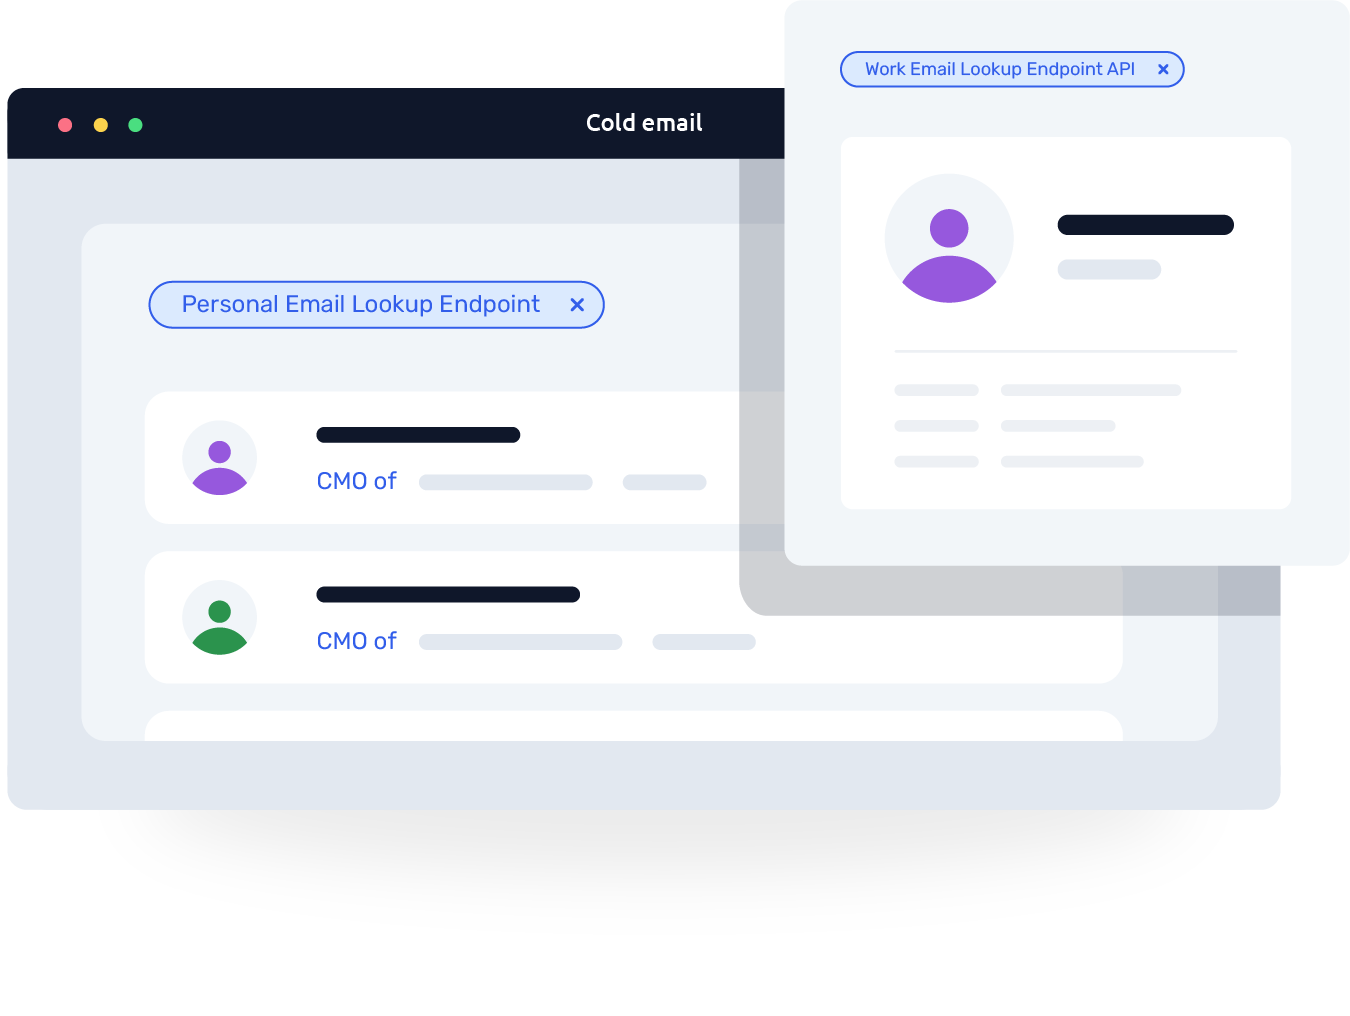 Work Email Lookup Endpoint API
Cold email
Personal Email Lookup Endpoint
CMO of
CMO of